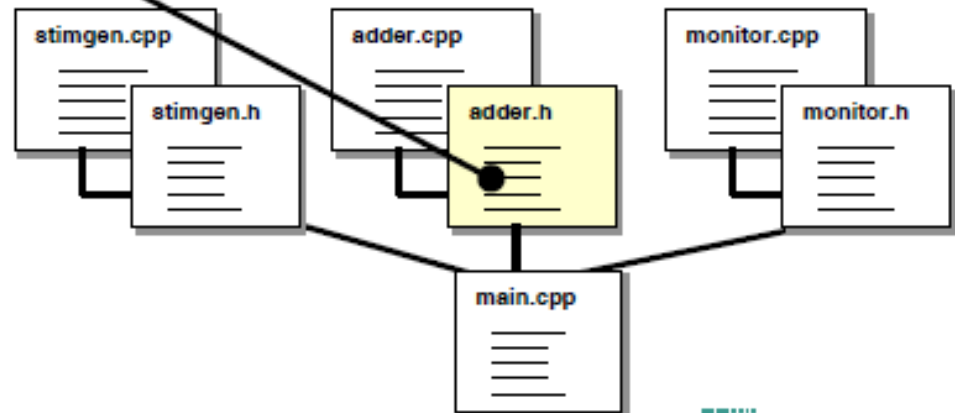 stimgen.cpp
adder.cpp
monitor.cpp
stimgen.h
adder.h
monitor.h
main.cpp